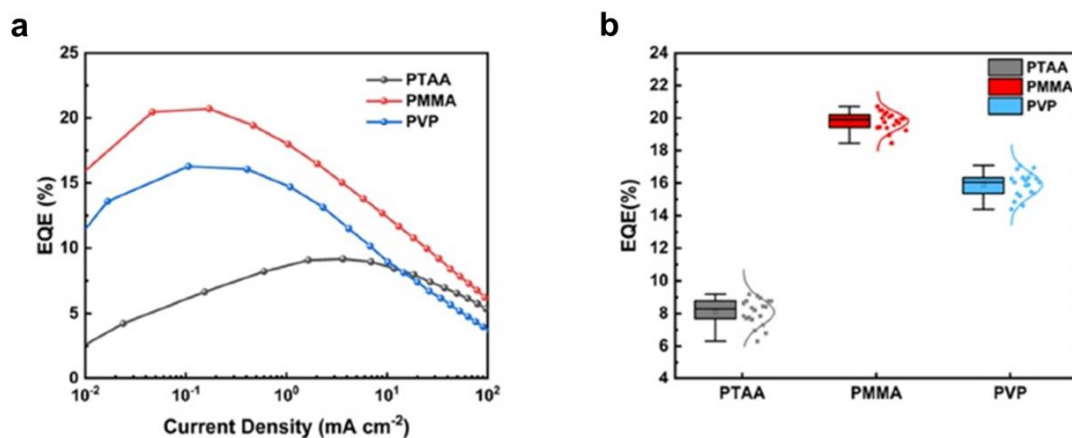 a
25
20
15
10
5
0
EQE (%)
PTAA
PMMA
PVP
10-2
10-1
100
101
102
Current Density (mA cm-2)
b
24
22
20
18
16
14
12
10
8
6
4
EQE(%)
PTAA
PMMA
PVP
PTAA
PMMA
PVP